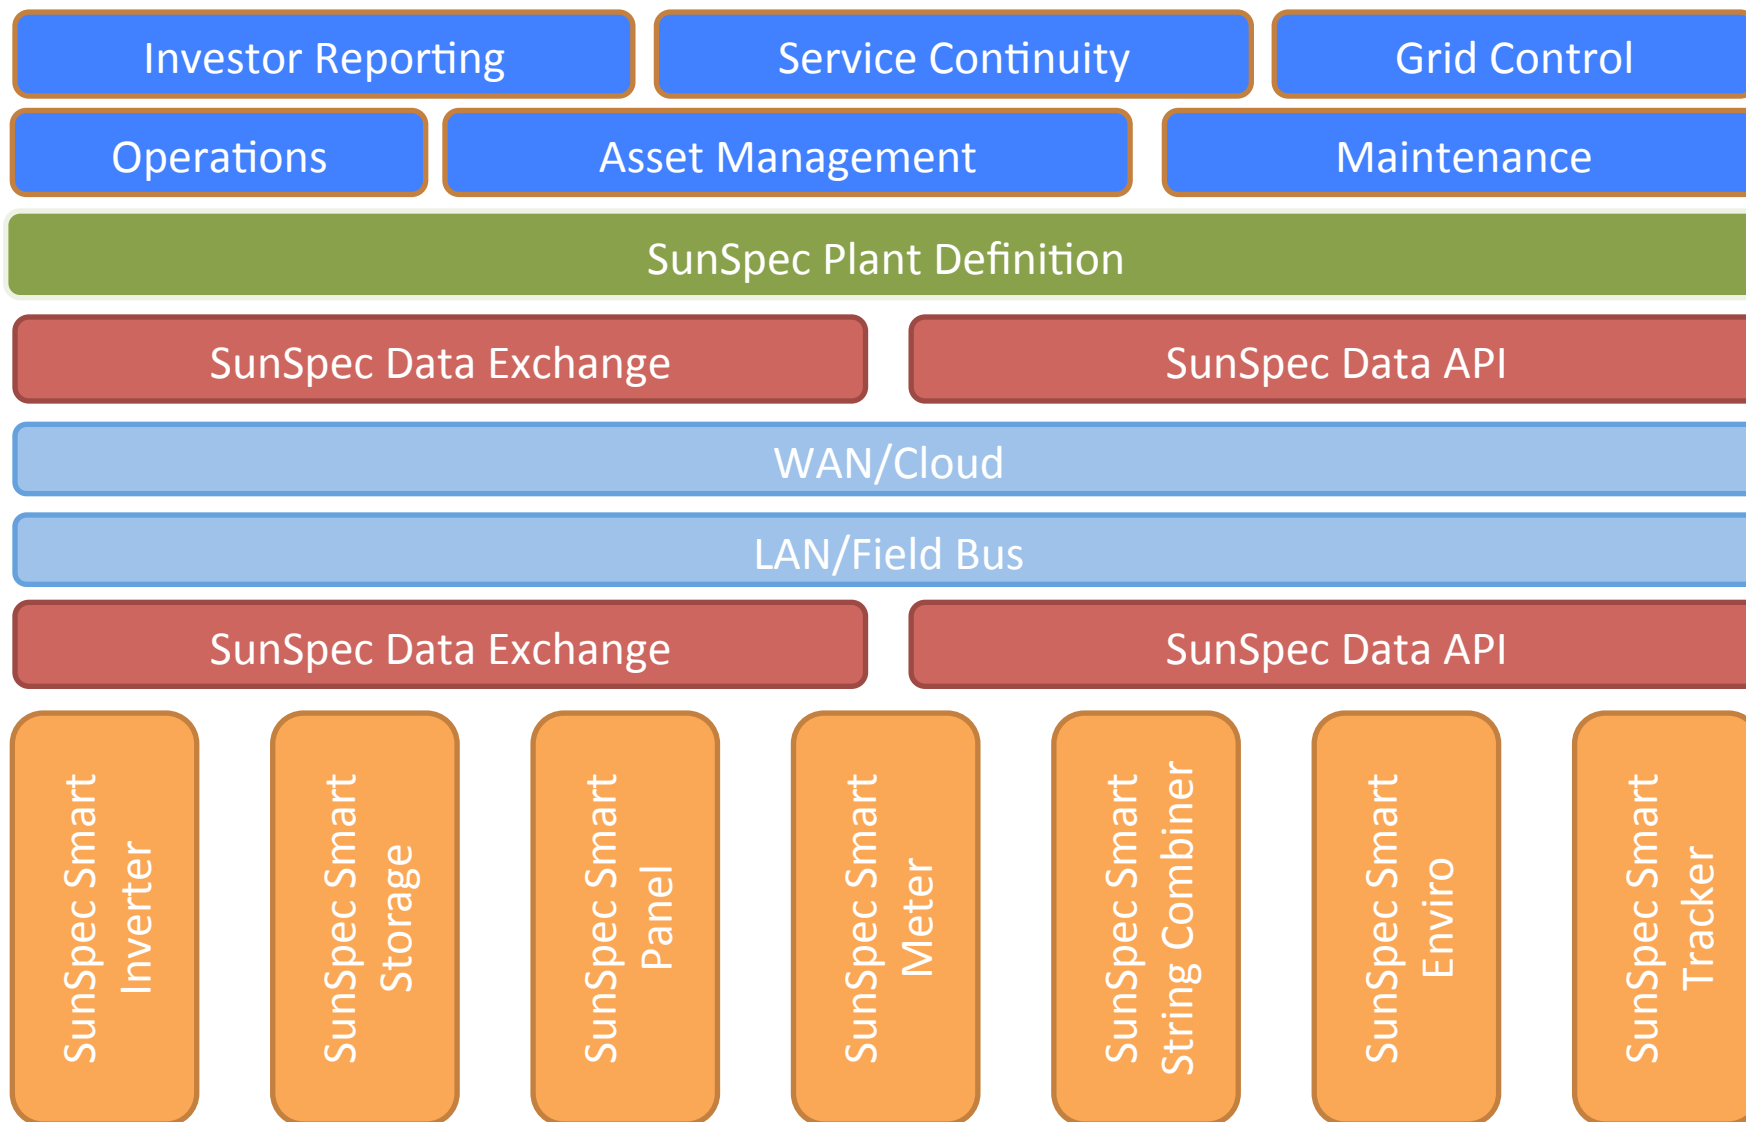 Investor Reporting
Service Continuity
Grid Control
Operations
Asset Management
Maintenance
SunSpec Plant Definition
SunSpec Data Exchange
SunSpec Data API
WAN/Cloud
LAN/Field Bus
SunSpec Data Exchange
SunSpec Data API
SunSpec Smart
Inverter
SunSpec Smart
Storage
SunSpec Smart
Panel
SunSpec Smart
Meter
SunSpec Smart
String Combiner
SunSpec Smart
Enviro
SunSpec Smart
Tracker